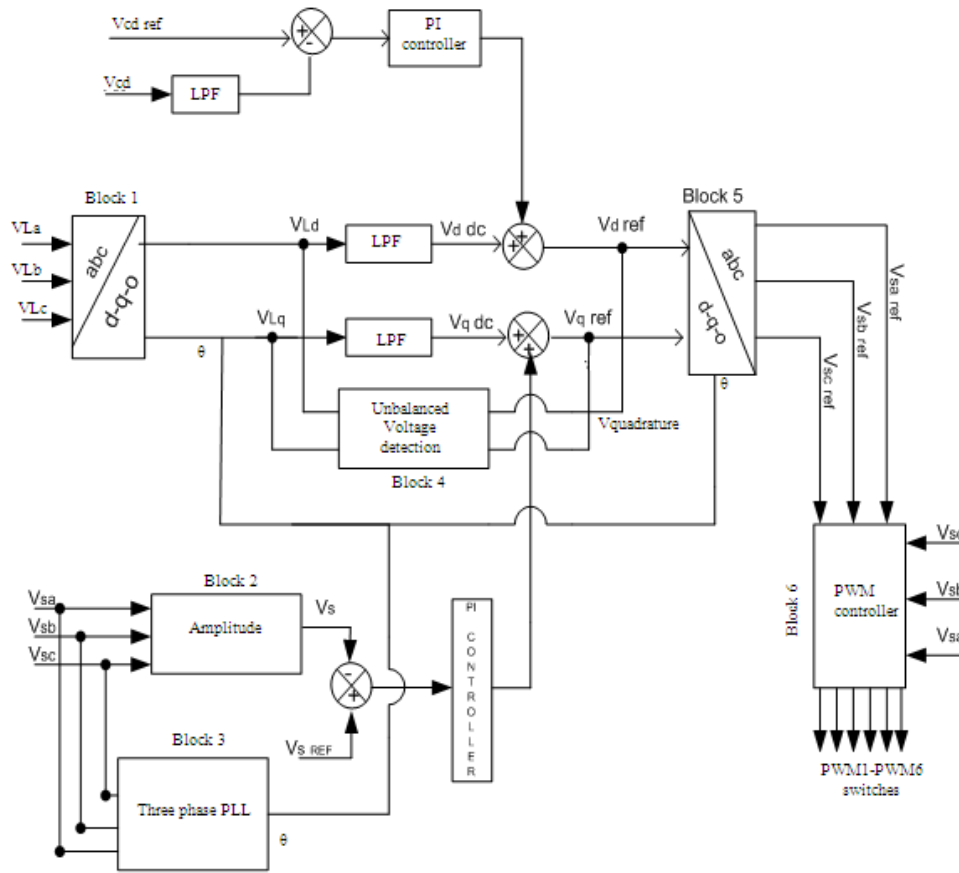 Vcd ref
+
-
PI
controller
Vcd
LPF
Block 1
VLa
VLb
VLc
abc
d-q-o
VLd
LPF
Vd dc
+
+
Vd ref
Block 5
abc
d-q-o
θ
VLq
LPF
Vq dc
+
+
Vq ref
θ
Unbalanced
Voltage
detection
Block 4
Vquadrature
Vsa ref
Vsb ref
Vsc ref
Block 2
Vsa
Vsb
Vsc
Amplitude
Vs
-
+
Vs REF
PI
CONTROLLER
Block 3
Three phase PLL
θ
Block 6
PWM
controller
Vsc
Vsb
Vsa
PWM1-PWM6
switches